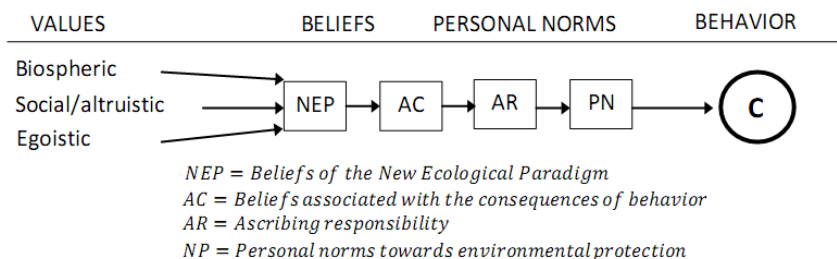 VALUES BELIEFS PERSONAL NORMS BEHAVIOR
Biospheric
Social/altruistic NEP AC AR PN C
Egoistic
NEP = Beliefs of the New Ecological Paradigm
AC = Beliefs associated with the consequences of behavior
AR = Ascribing responsibility
NP = Personal norms towards environmental protection